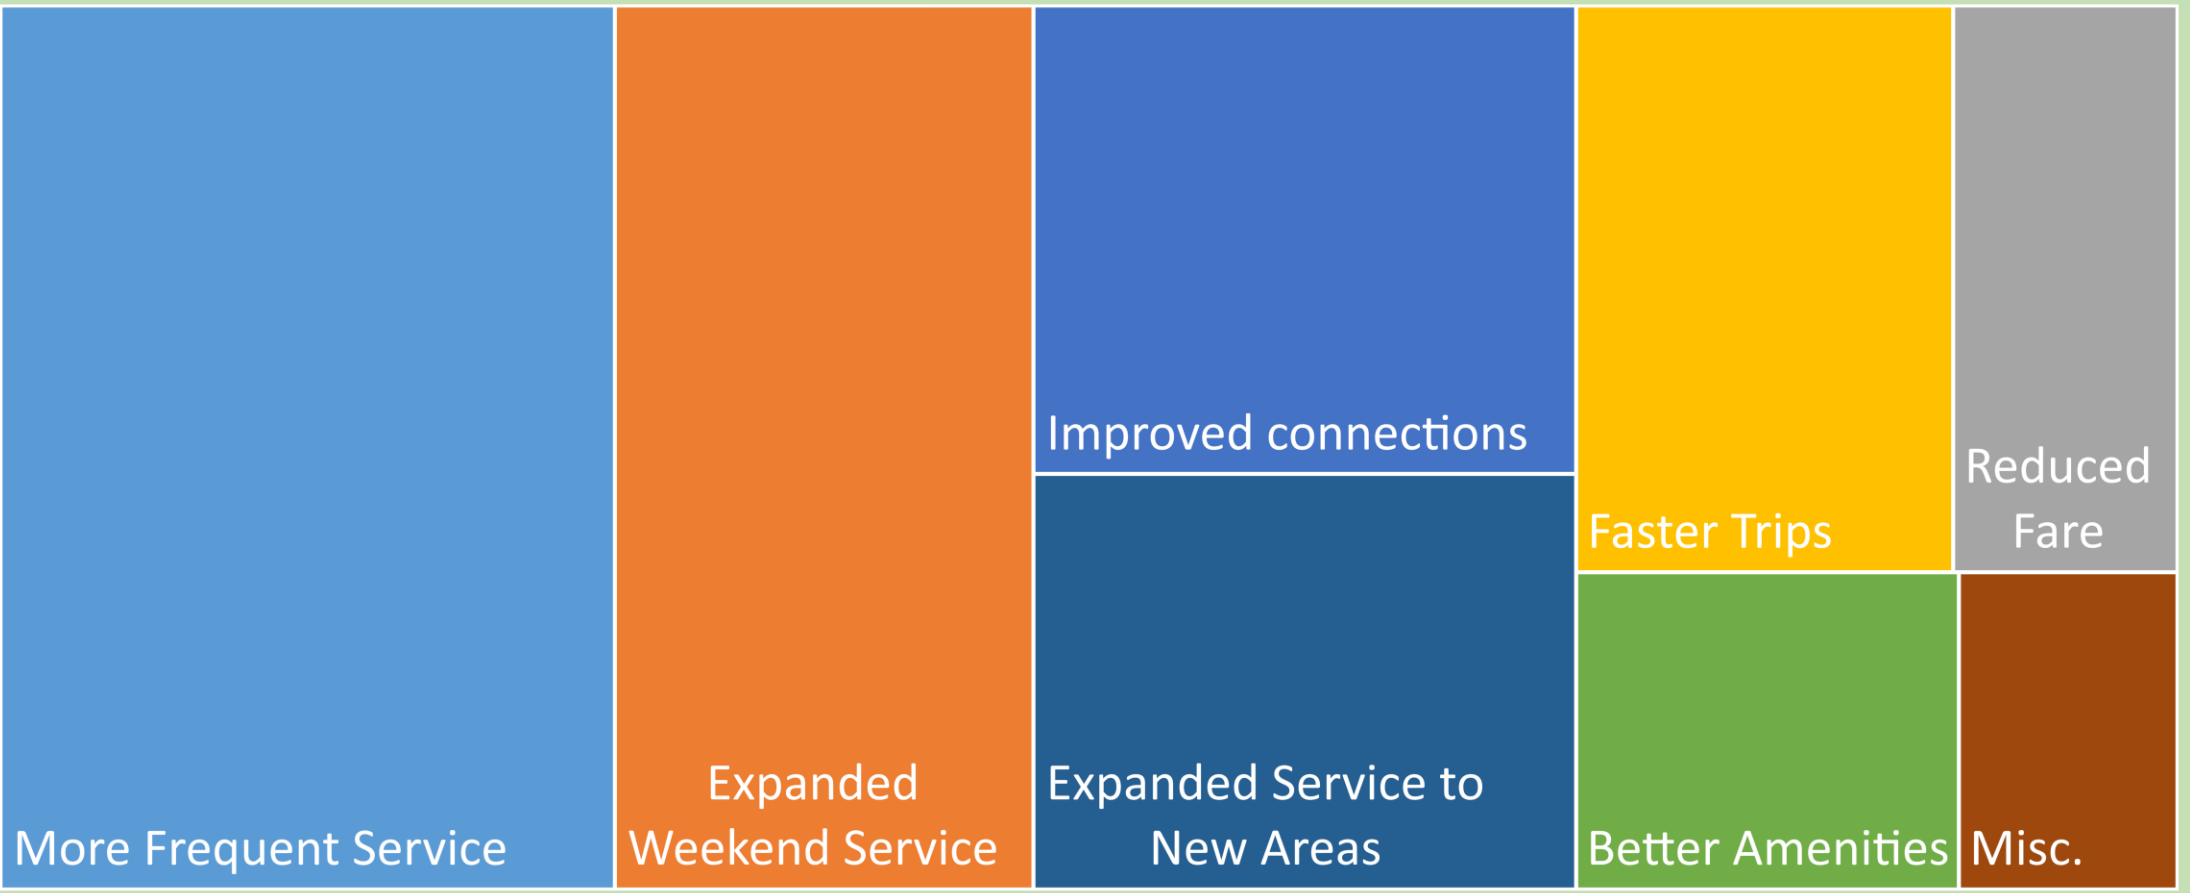 More Frequent Service
Expanded
Weekend Service
Improved connections
Expanded Service to
New Areas
Faster Trips
Reduced
Fare
Better Amenities
Misc.